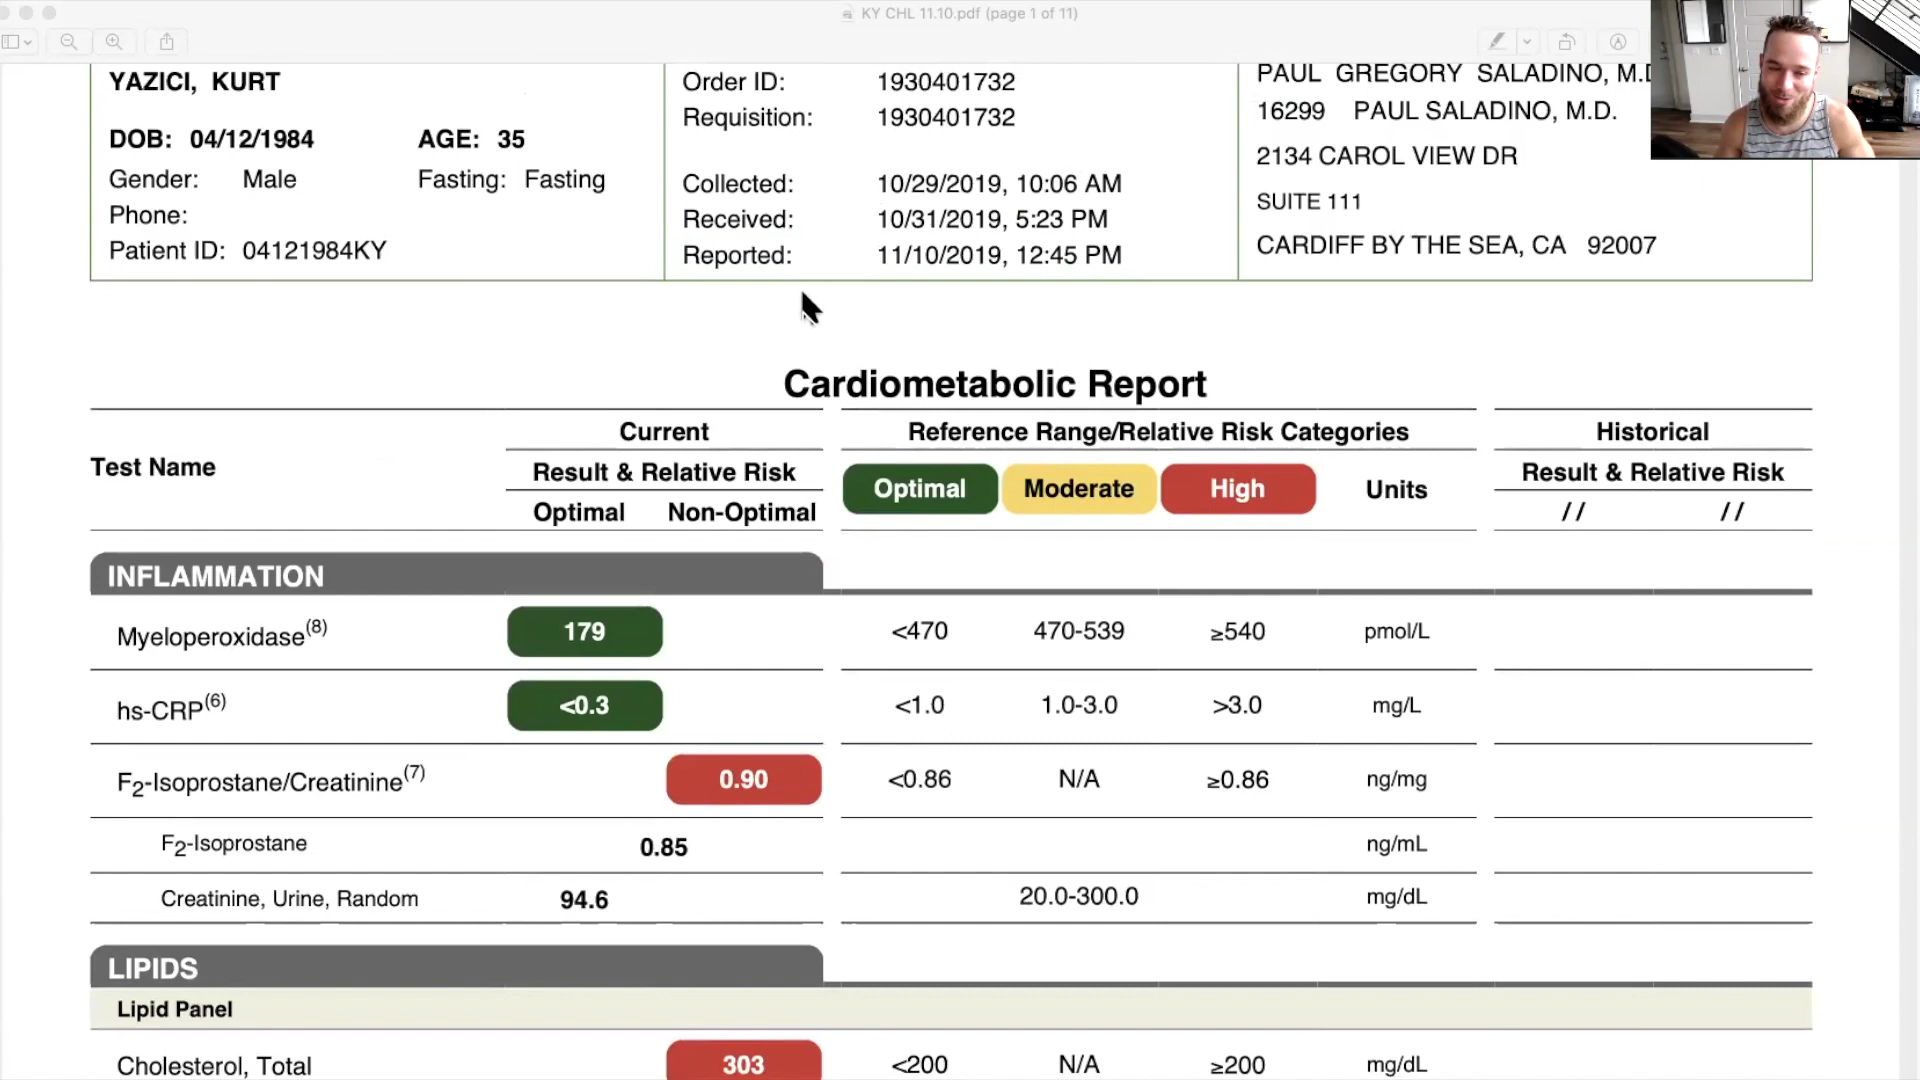 KY CHL 11.10.pdf (page 1 of 11)
YAZICI, KURT
DOB: 04/12/1984 AGE: 35
Gender: Male Fasting: Fasting
Phone:
Patient ID: 04121984KY
Order ID: 1930401732
Requisition: 1930401732
Collected: 10/29/2019, 10:06 AM
Received: 10/31/2019, 5:23 PM
Reported: 11/10/2019, 12:45 PM
PAUL GREGORY SALADINO, M.D
16299 PAUL SALADINO, M.D.
2134 CAROL VIEW DR
SUITE 111
CARDIFF BY THE SEA, CA 92007
Cardiometabolic Report
Test Name
Current
Result & Relative Risk
Optimal Non-Optimal
Reference Range/Relative Risk Categories
Optimal Moderate High Units
Historical
Result & Relative Risk
/ / / /
INFLAMMATION
Myeloperoxidase(8) 179 <470 470-539 ≥540 pmol/L
hs-CRP(6) <0.3 <1.0 1.0-3.0 >3.0 mg/L
F2-Isoprostane/Creatinine(7) 0.90 <0.86 N/A ≥0.86 ng/mg
F2-Isoprostane 0.85 ng/mL
Creatinine, Urine, Random 94.6 20.0-300.0 mg/dL
LIPIDS
Lipid Panel
Cholesterol, Total 303 <200 N/A ≥200 mg/dL